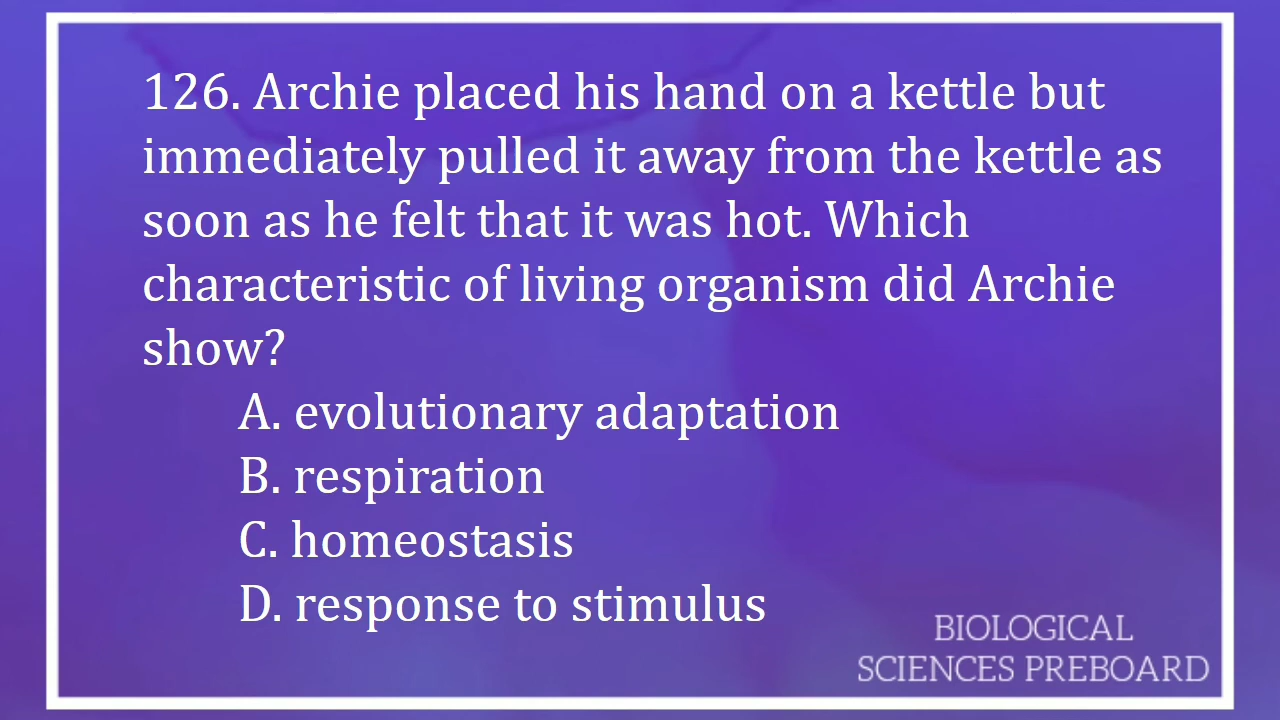 126. Archie placed his hand on a kettle but
immediately pulled it away from the kettle as
soon as he felt that it was hot. Which
characteristic of living organism did Archie
show?
A. evolutionary adaptation
B. respiration
C. homeostasis
D. response to stimulus
BIOLOGICAL
SCIENCES PREBOARD